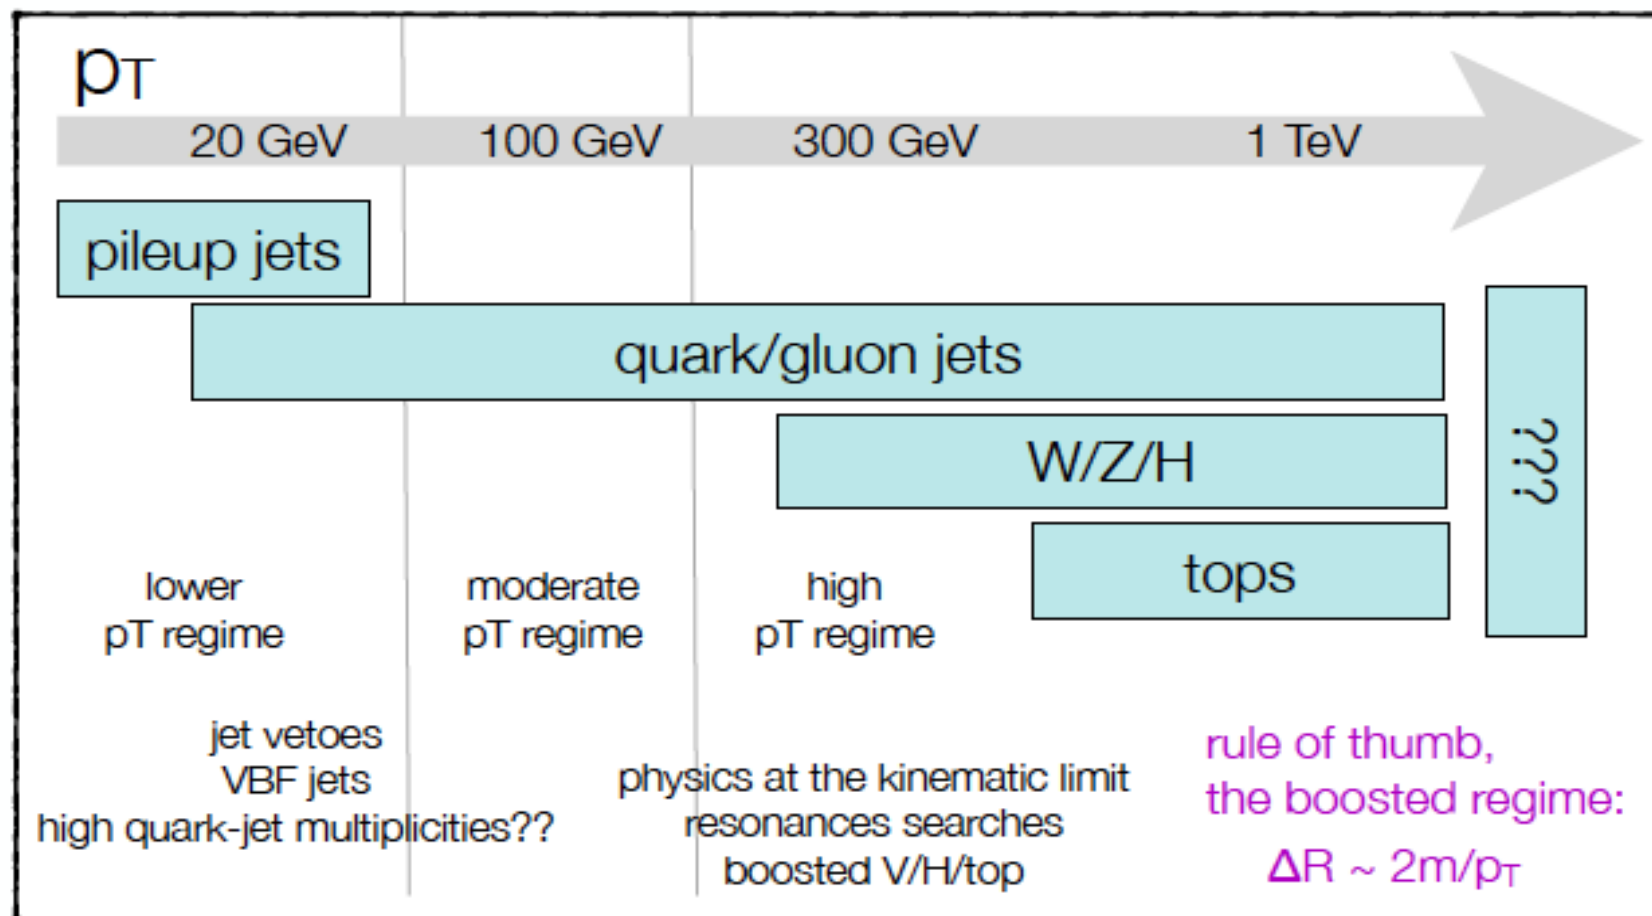 pT
20 GeV 100 GeV 300 GeV 1 TeV
pileup jets
quark/gluon jets
W/Z/H
tops
???
lower
pT regime
moderate
pT regime
high
pT regime
jet vetoes
VBF jets
high quark-jet multiplicities??
physics at the kinematic limit
resonances searches
boosted V/H/top
rule of thumb,
the boosted regime:
ΔR ~ 2m/pT